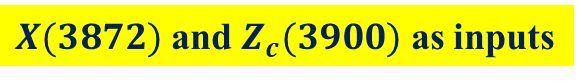 X(3872) and Z_c(3900) as inputs